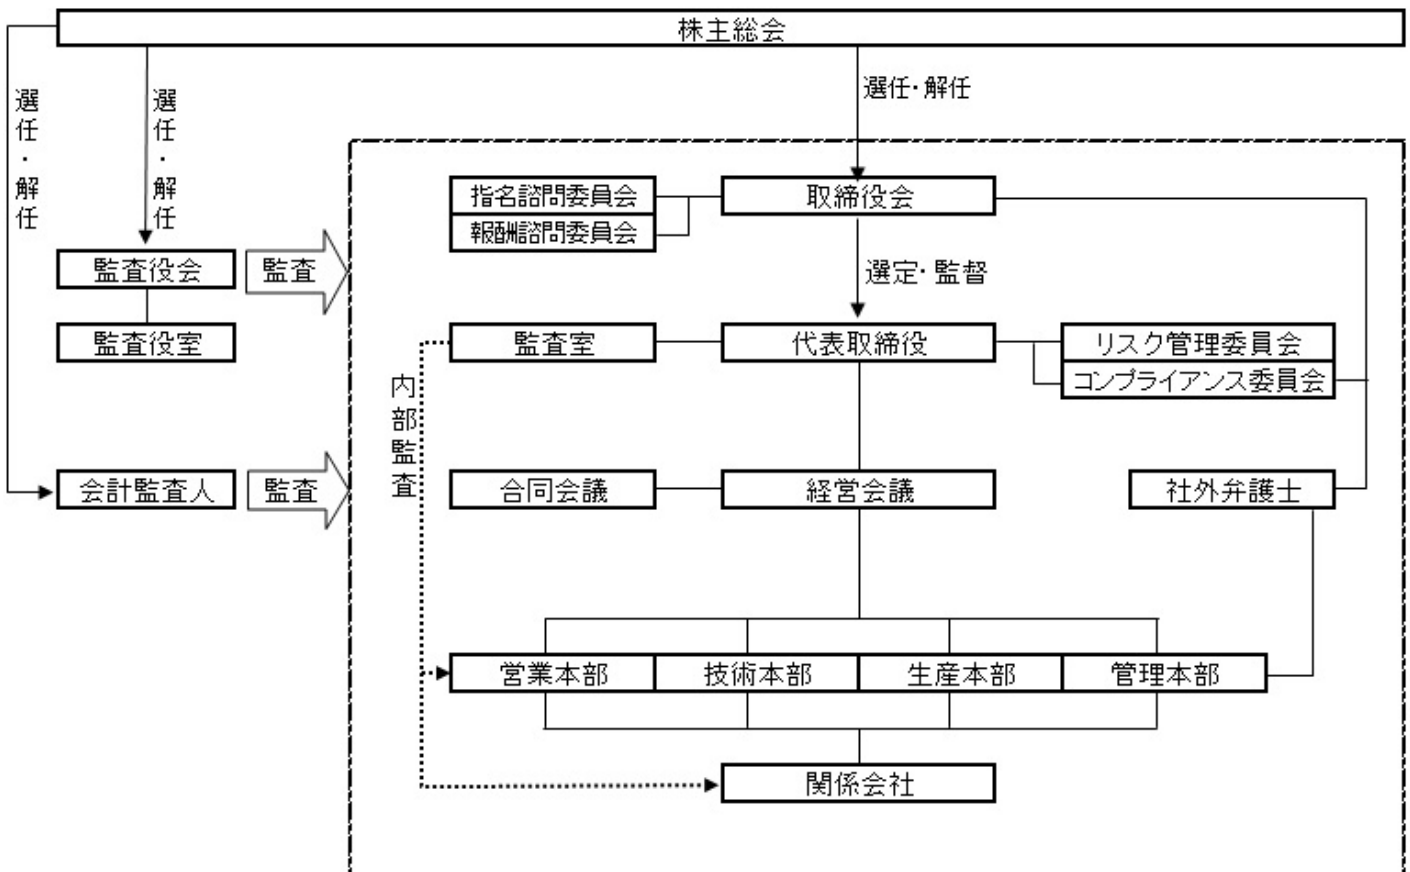 株主総会
選任・解任
選任・解任
選任・解任
指名諮問委員会
取締役会
報酬諮問委員会
監査役会
監査
選定・監督
監査役室
監査室
代表取締役
リスク管理委員会
コンプライアンス委員会
内部監査
会計監査人
監査
合同会議
経営会議
社外弁護士
営業本部
技術本部
生産本部
管理本部
関係会社